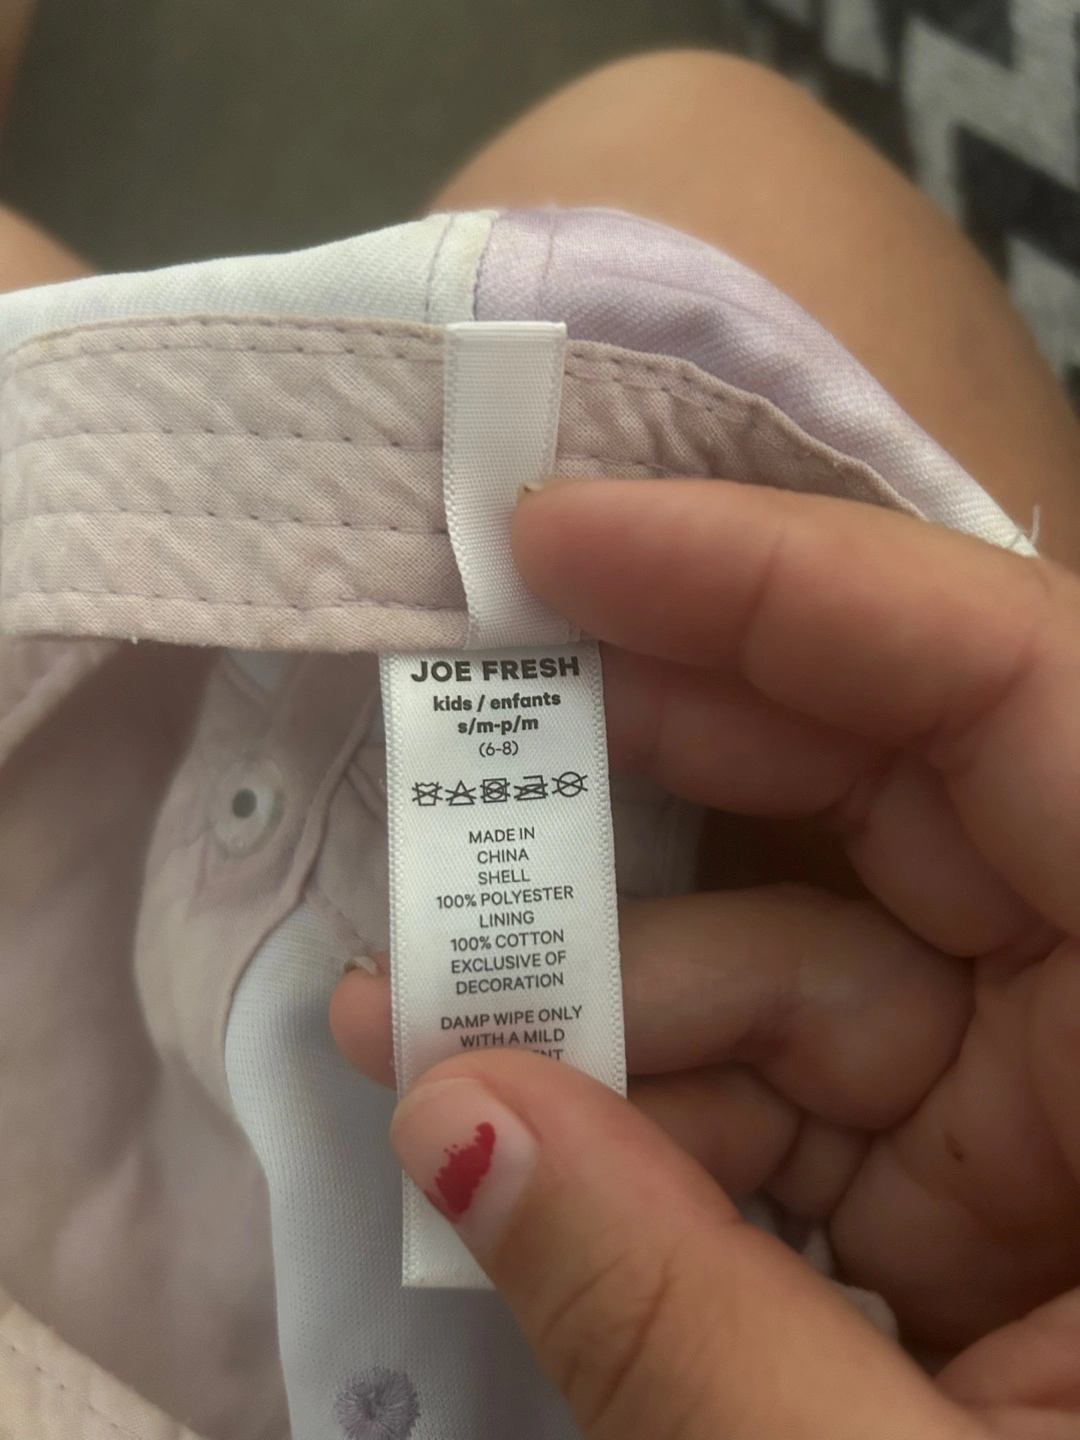 JOE FRESH
kids / enfants
s/m-p/m
(6-8)
MADE IN
CHINA
SHELL
100% POLYESTER
LINING
100% COTTON
EXCLUSIVE OF
DECORATION
DAMP WIPE ONLY
WITH A MILD